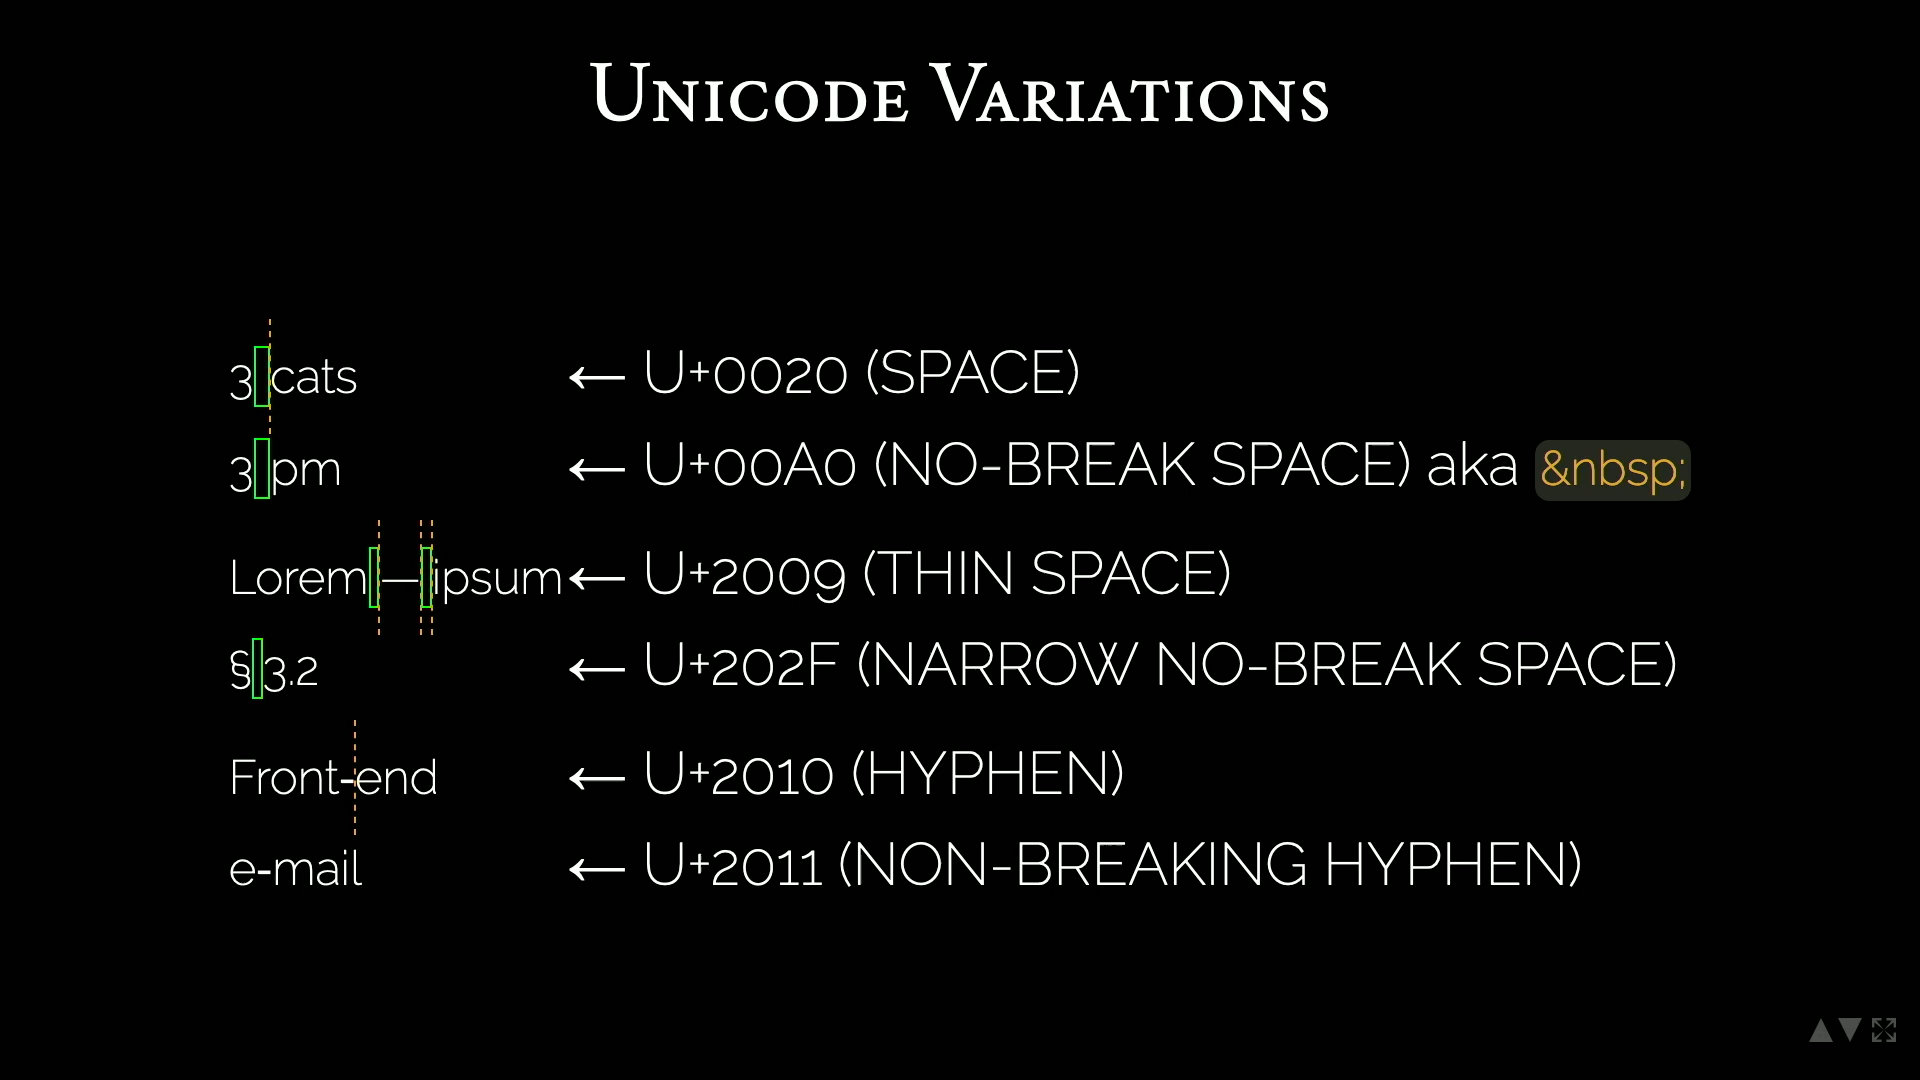 Unicode Variations
3 cats ← U+0020 (SPACE)
3 pm ← U+00A0 (NO-BREAK SPACE) aka &nbsp;
Lorem — ipsum ← U+2009 (THIN SPACE)
§ 3.2 ← U+202F (NARROW NO-BREAK SPACE)
Front‐end ← U+2010 (HYPHEN)
e‑mail ← U+2011 (NON-BREAKING HYPHEN)